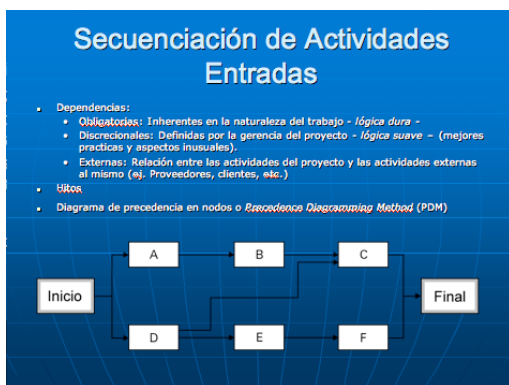 Secuenciación de Actividades
Entradas
▪ Dependencias:
• Obligatorias: Inherentes en la naturaleza del trabajo - lógica dura -
• Discrecionales: Definidas por la gerencia del proyecto - lógica suave – (mejores
practicas y aspectos inusuales).
• Externas: Relación entre las actividades del proyecto y las actividades externas
al mismo (ej. Proveedores, clientes, etc.)
▪ Hitos
▪ Diagrama de precedencia en nodos o Precedence Diagramming Method (PDM)
A B C
Inicio Final
D E F